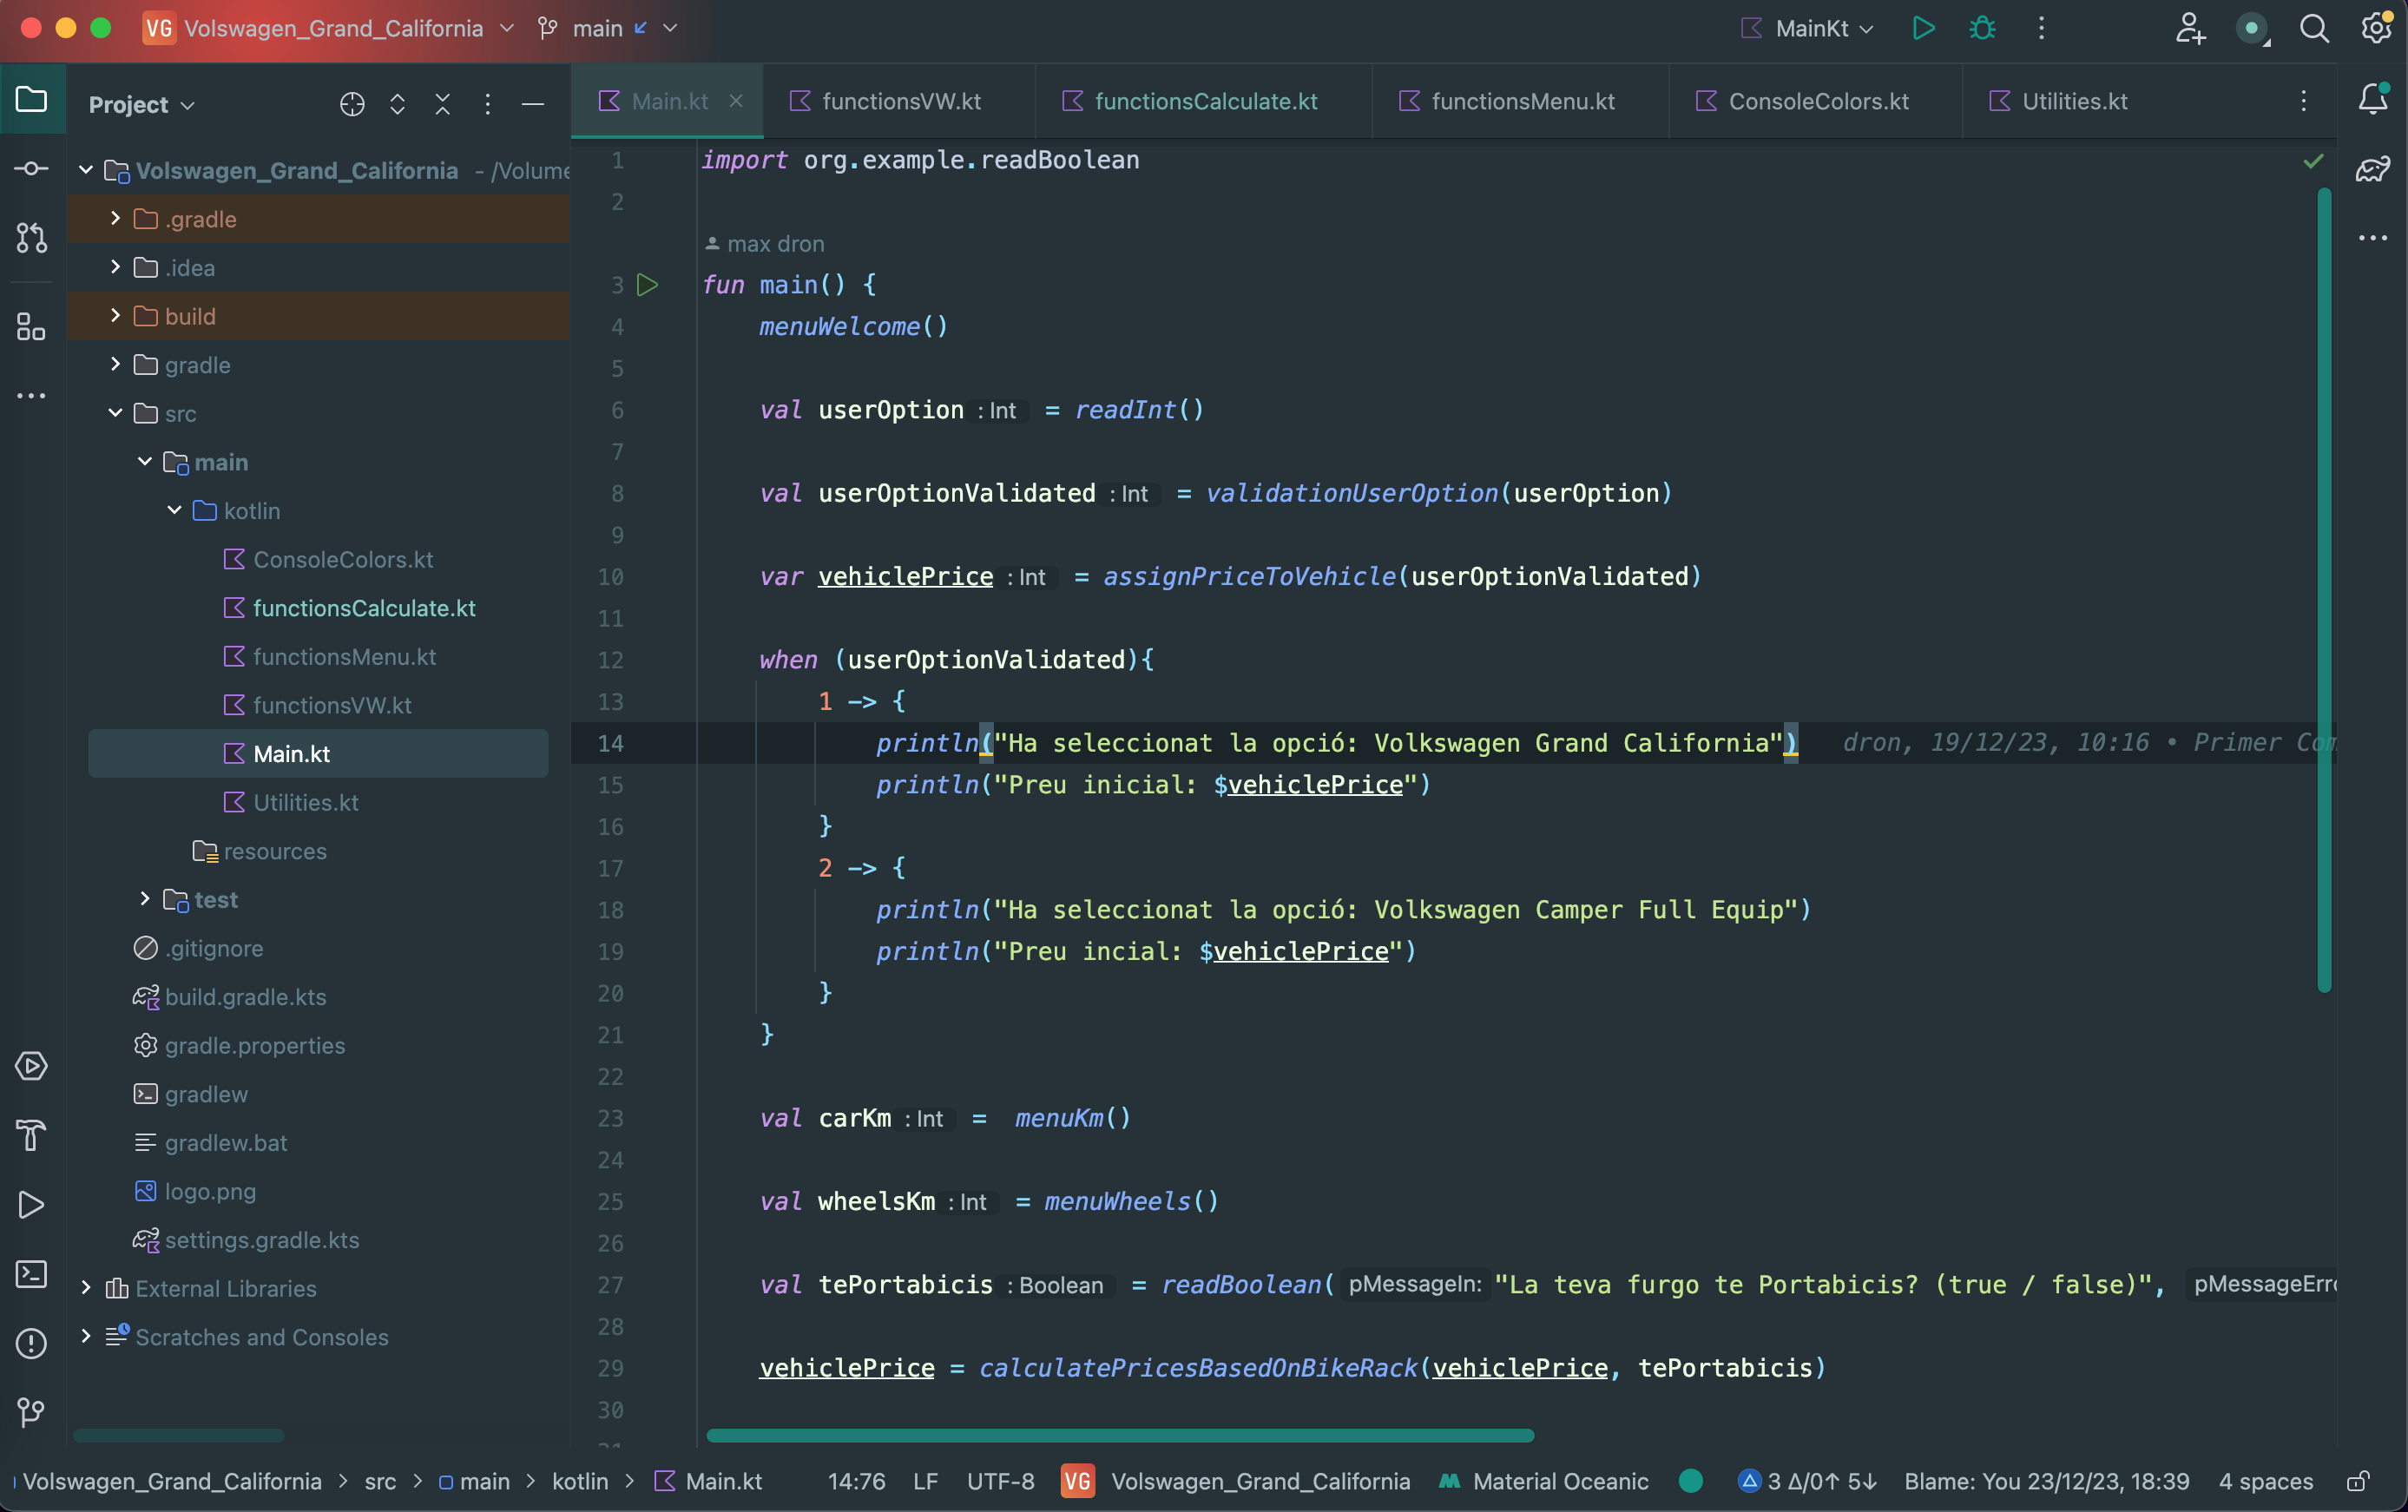 VG Volswagen_Grand_California main MainKt
Project
Main.kt functionsVW.kt functionsCalculate.kt functionsMenu.kt ConsoleColors.kt Utilities.kt
Volswagen_Grand_California - /Volume
.gradle
.idea
build
gradle
src
main
kotlin
ConsoleColors.kt
functionsCalculate.kt
functionsMenu.kt
functionsVW.kt
Main.kt
Utilities.kt
resources
test
.gitignore
build.gradle.kts
gradle.properties
gradlew
gradlew.bat
logo.png
settings.gradle.kts
External Libraries
Scratches and Consoles
1 import org.example.readBoolean
2
max dron
3 fun main() {
4 menuWelcome()
5
6 val userOption : Int = readInt()
7
8 val userOptionValidated : Int = validationUserOption(userOption)
9
10 var vehiclePrice : Int = assignPriceToVehicle(userOptionValidated)
11
12 when (userOptionValidated){
13 1 -> {
14 println("Ha seleccionat la opció: Volkswagen Grand California") dron, 19/12/23, 10:16 • Primer Com
15 println("Preu inicial: $vehiclePrice")
16 }
17 2 -> {
18 println("Ha seleccionat la opció: Volkswagen Camper Full Equip")
19 println("Preu incial: $vehiclePrice")
20 }
21 }
22
23 val carKm : Int =  menuKm()
24
25 val wheelsKm : Int = menuWheels()
26
27 val tePortabicis : Boolean = readBoolean( pMessageIn: "La teva furgo te Portabicis? (true / false)", pMessageErro
28
29 vehiclePrice = calculatePricesBasedOnBikeRack(vehiclePrice, tePortabicis)
30
Volswagen_Grand_California > src > main > kotlin > Main.kt 14:76 LF UTF-8 VG Volswagen_Grand_California Material Oceanic 3 Δ/0↑ 5↓ Blame: You 23/12/23, 18:39 4 spaces